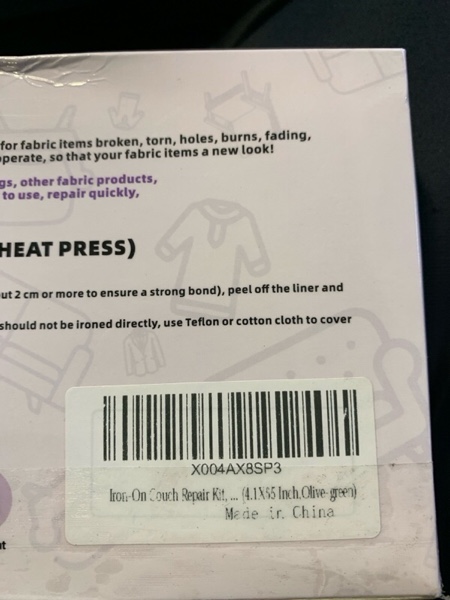 for fabric items broken, torn, holes, burns, fading,
operate, so that your fabric items a new look!
gs, other fabric products,
to use, repair quickly,
HEAT PRESS)
ut 2 cm or more to ensure a strong bond), peel off the liner and
should not be ironed directly, use Teflon or cotton cloth to cover
X004AX8SP3
Iron-On Couch Repair Kit, ... (4.1X55 Inch,Olive-green)
Made in China
t